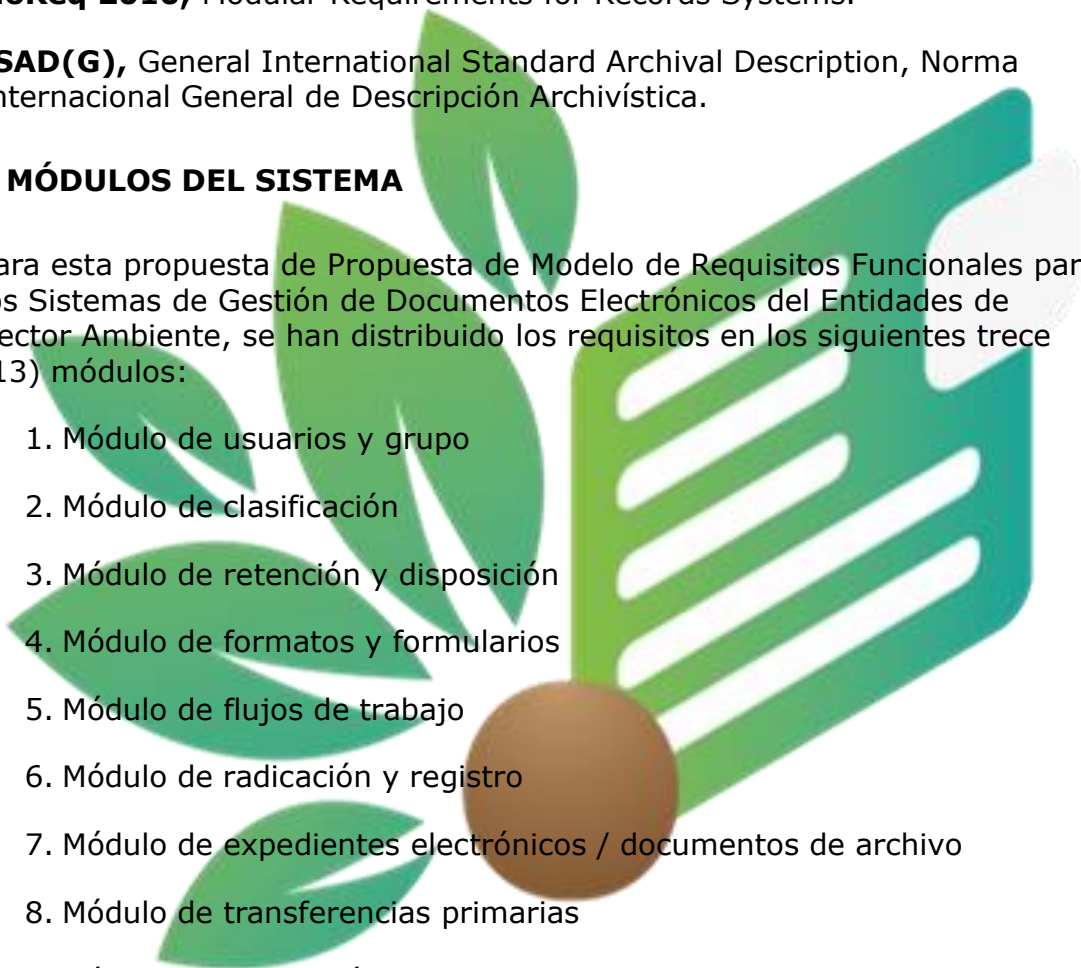 2010, Modular Requirements for Records Systems.
SAD(G), General International Standard Archival Description, Norma
nternacional General de Descripción Archivística.
MÓDULOS DEL SISTEMA
ara esta propuesta de Propuesta de Modelo de Requisitos Funcionales par
os Sistemas de Gestión de Documentos Electrónicos del Entidades de
ector Ambiente, se han distribuido los requisitos en los siguientes trece
13) módulos:
1. Módulo de usuarios y grupo
2. Módulo de clasificación
3. Módulo de retención y disposición
4. Módulo de formatos y formularios
5. Módulo de flujos de trabajo
6. Módulo de radicación y registro
7. Módulo de expedientes electrónicos / documentos de archivo
8. Módulo de transferencias primarias